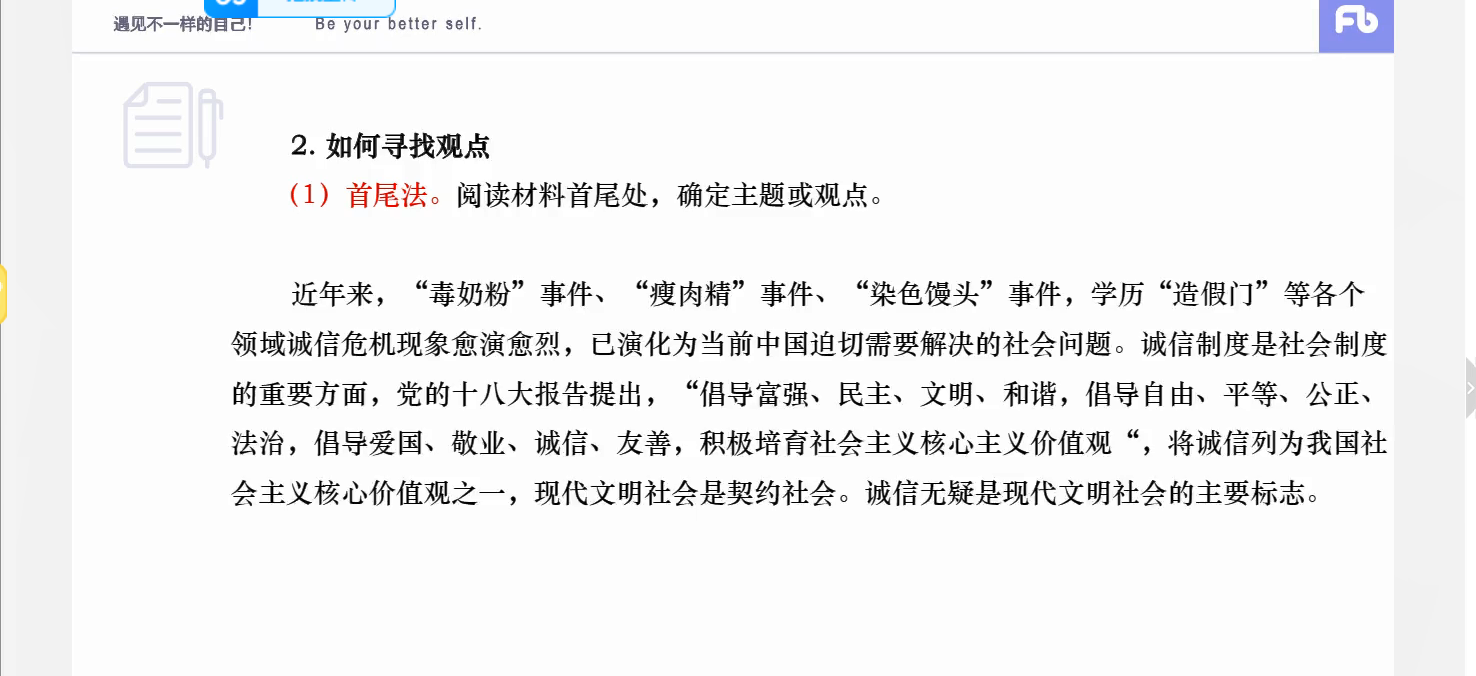 遇见不一样的自己! Be your better self.
Fb
2. 如何寻找观点
（1）首尾法。阅读材料首尾处，确定主题或观点。
近年来，“毒奶粉”事件、“瘦肉精”事件、“染色馒头”事件，学历“造假门”等各个
领域诚信危机现象愈演愈烈，已演化为当前中国迫切需要解决的社会问题。诚信制度是社会制度
的重要方面，党的十八大报告提出，“倡导富强、民主、文明、和谐，倡导自由、平等、公正、
法治，倡导爱国、敬业、诚信、友善，积极培育社会主义核心主义价值观“，将诚信列为我国社
会主义核心价值观之一，现代文明社会是契约社会。诚信无疑是现代文明社会的主要标志。